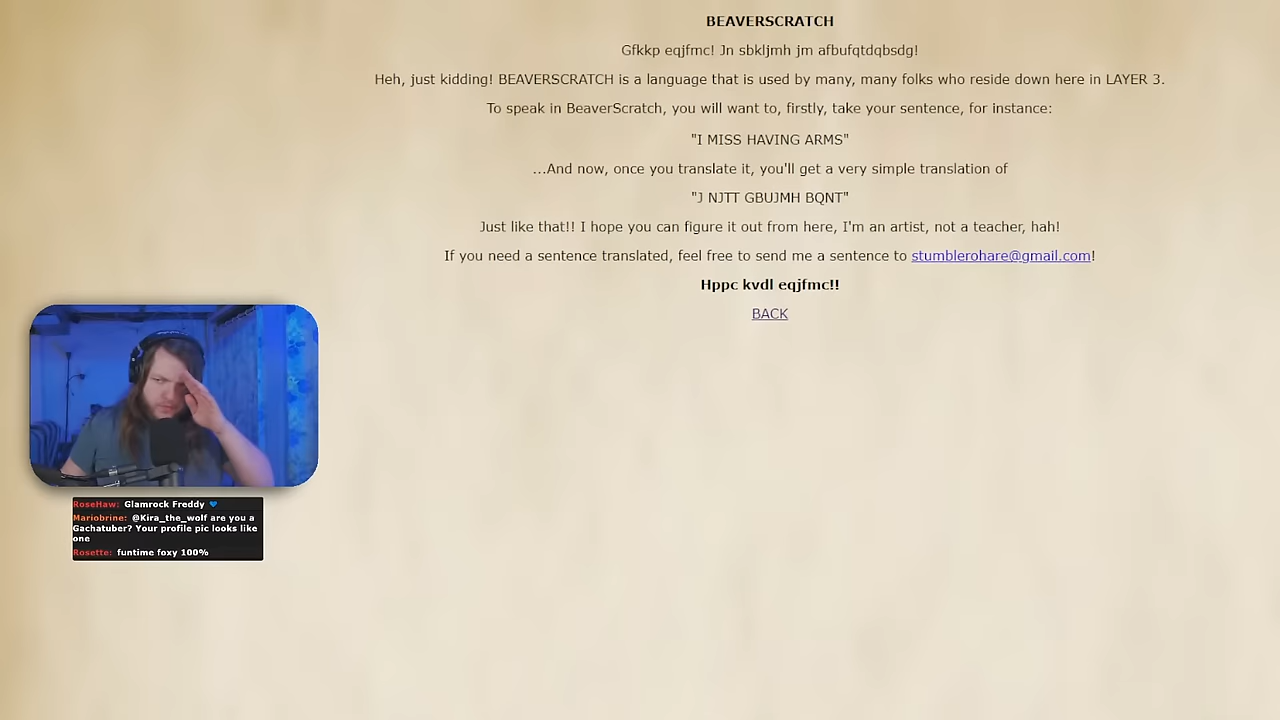 BEAVERSCRATCH
Gfkkp eqjfmc! Jn sbkljmh jm afbufqtdqbsdg!
Heh, just kidding! BEAVERSCRATCH is a language that is used by many, many folks who reside down here in LAYER 3.
To speak in BeaverScratch, you will want to, firstly, take your sentence, for instance:
"I MISS HAVING ARMS"
...And now, once you translate it, you'll get a very simple translation of
"J NJTT GBUJMH BQNT"
Just like that!! I hope you can figure it out from here, I'm an artist, not a teacher, hah!
If you need a sentence translated, feel free to send me a sentence to stumblerohare@gmail.com!
Hppc kvdl eqjfmc!!
BACK
RoseHaw: Glamrock Freddy 💙
Mariobrine: @Kira_the_wolf are you a
Gachatuber? Your profile pic looks like
one
Rosette: funtime foxy 100%